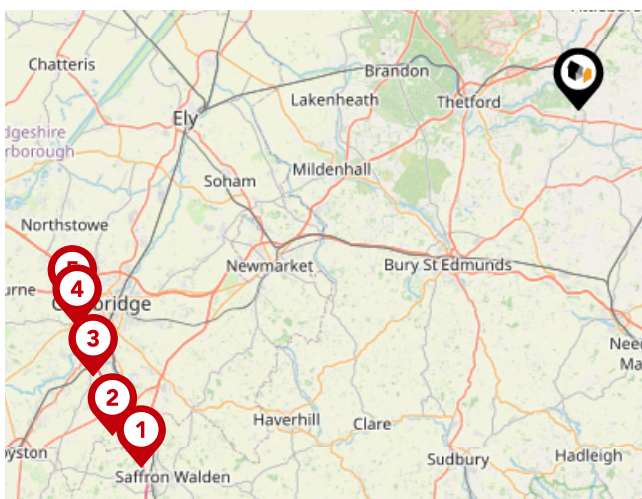 Chatteris
Brandon
Lakenheath
Thetford
Ely
dgeshire
rborough
Mildenhall
Soham
Northstowe
Newmarket
Bury St Edmunds
urne
4
bridge
3
Nee
Ma
2
1
Haverhill
Clare
yston
Sudbury
Hadleigh
Saffron Walden